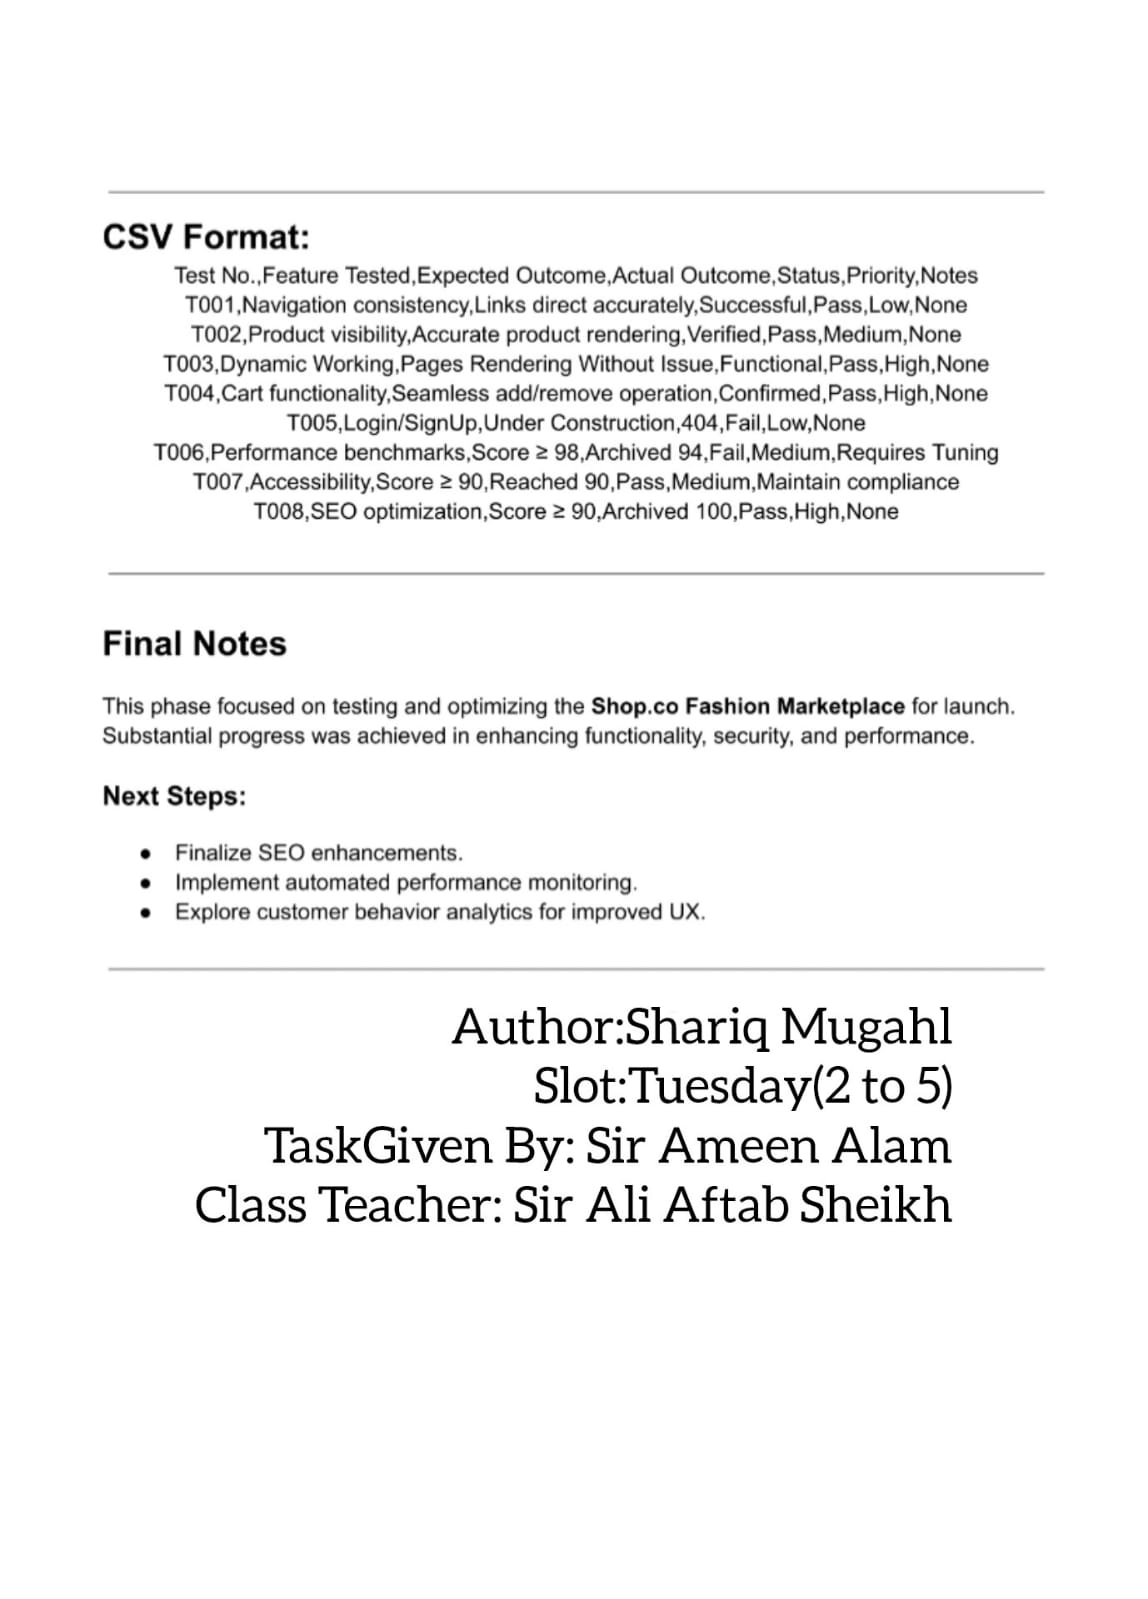 CSV Format:
Test No.,Feature Tested,Expected Outcome,Actual Outcome,Status,Priority,Notes
T001,Navigation consistency,Links direct accurately,Successful,Pass,Low,None
T002,Product visibility,Accurate product rendering,Verified,Pass,Medium,None
T003,Dynamic Working,Pages Rendering Without Issue,Functional,Pass,High,None
T004,Cart functionality,Seamless add/remove operation,Confirmed,Pass,High,None
T005,Login/SignUp,Under Construction,404,Fail,Low,None
T006,Performance benchmarks,Score ≥ 98,Archived 94,Fail,Medium,Requires Tuning
T007,Accessibility,Score ≥ 90,Reached 90,Pass,Medium,Maintain compliance
T008,SEO optimization,Score ≥ 90,Archived 100,Pass,High,None
Final Notes
This phase focused on testing and optimizing the Shop.co Fashion Marketplace for launch.
Substantial progress was achieved in enhancing functionality, security, and performance.
Next Steps:
● Finalize SEO enhancements.
● Implement automated performance monitoring.
● Explore customer behavior analytics for improved UX.
Author:Shariq Mugahl
Slot:Tuesday(2 to 5)
TaskGiven By: Sir Ameen Alam
Class Teacher: Sir Ali Aftab Sheikh